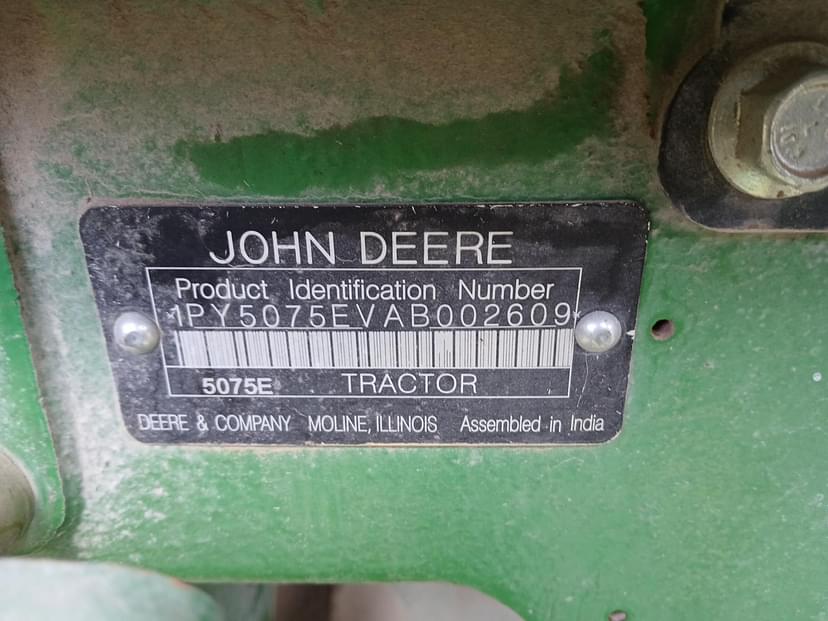 JOHN DEERE
Product Identification Number
*1PY5075EVAB002609*
5075E TRACTOR
DEERE & COMPANY MOLINE, ILLINOIS Assembled in India